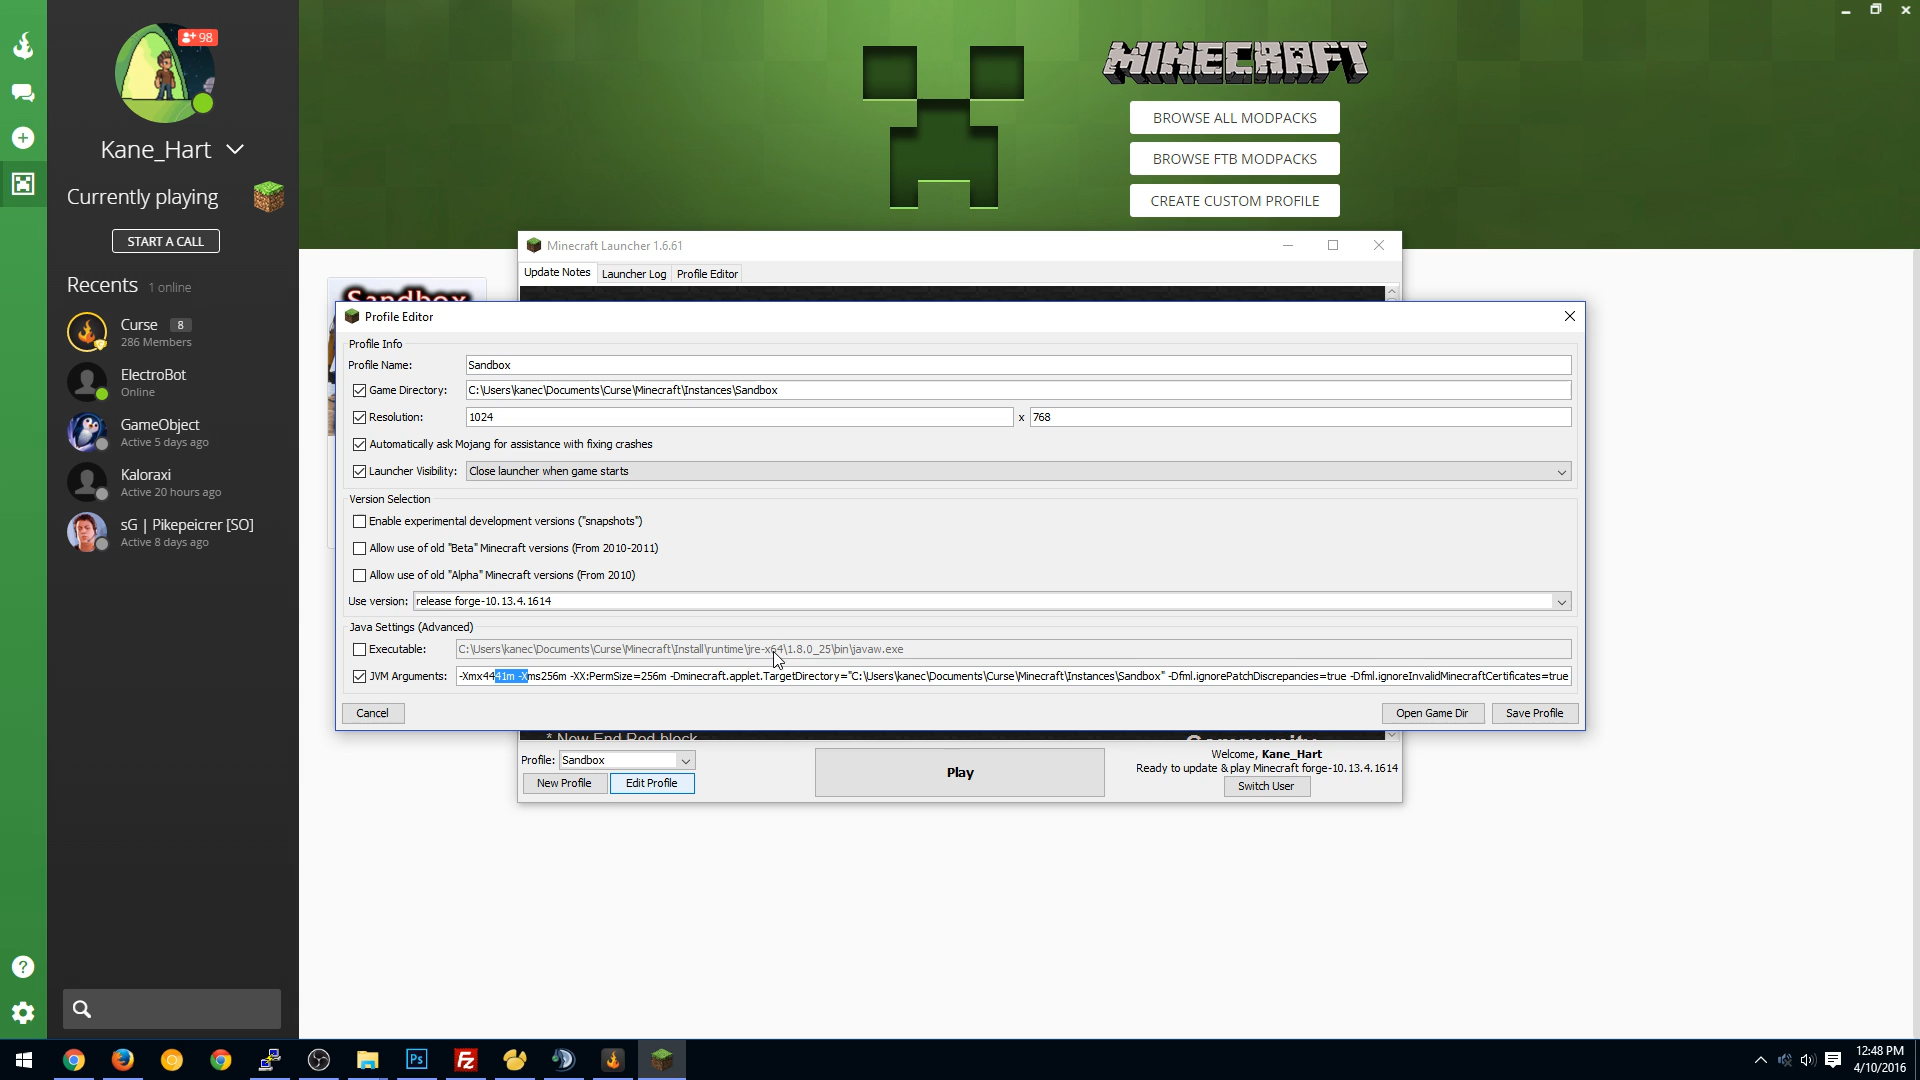 98
Kane_Hart
Currently playing
START A CALL
Recents 1 online
Curse 8
286 Members
ElectroBot
Online
GameObject
Active 5 days ago
Kaloraxi
Active 20 hours ago
sG | Pikepeicrer [SO]
Active 8 days ago
MINECRAFT
BROWSE ALL MODPACKS
BROWSE FTB MODPACKS
CREATE CUSTOM PROFILE
Minecraft Launcher 1.6.61
Update Notes Launcher Log Profile Editor
Sandbox
Profile Editor
Profile Info
Profile Name: Sandbox
Game Directory: C:\Users\kanec\Documents\Curse\Minecraft\Instances\Sandbox
Resolution: 1024 x 768
Automatically ask Mojang for assistance with fixing crashes
Launcher Visibility: Close launcher when game starts
Version Selection
Enable experimental development versions ("snapshots")
Allow use of old "Beta" Minecraft versions (From 2010-2011)
Allow use of old "Alpha" Minecraft versions (From 2010)
Use version: release forge-10.13.4.1614
Java Settings (Advanced)
Executable: C:\Users\kanec\Documents\Curse\Minecraft\Install\runtime\jre-x64\1.8.0_25\bin\javaw.exe
JVM Arguments: -Xmx4441m -Xms256m -XX:PermSize=256m -Dminecraft.applet.TargetDirectory="C:\Users\kanec\Documents\Curse\Minecraft\Instances\Sandbox" -Dfml.ignorePatchDiscrepancies=true -Dfml.ignoreInvalidMinecraftCertificates=true
Cancel Open Game Dir Save Profile
* New End Rod block
Community
Profile: Sandbox
New Profile Edit Profile
Play
Welcome, Kane_Hart
Ready to update & play Minecraft forge-10.13.4.1614
Switch User
Ps
Fz
12:48 PM
4/10/2016